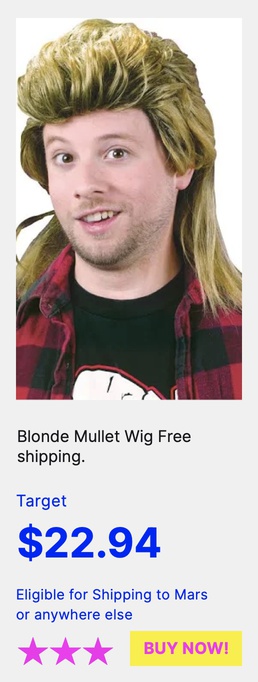 Blonde Mullet Wig Free
shipping.
Target
$22.94
Eligible for Shipping to Mars
or anywhere else
BUY NOW!